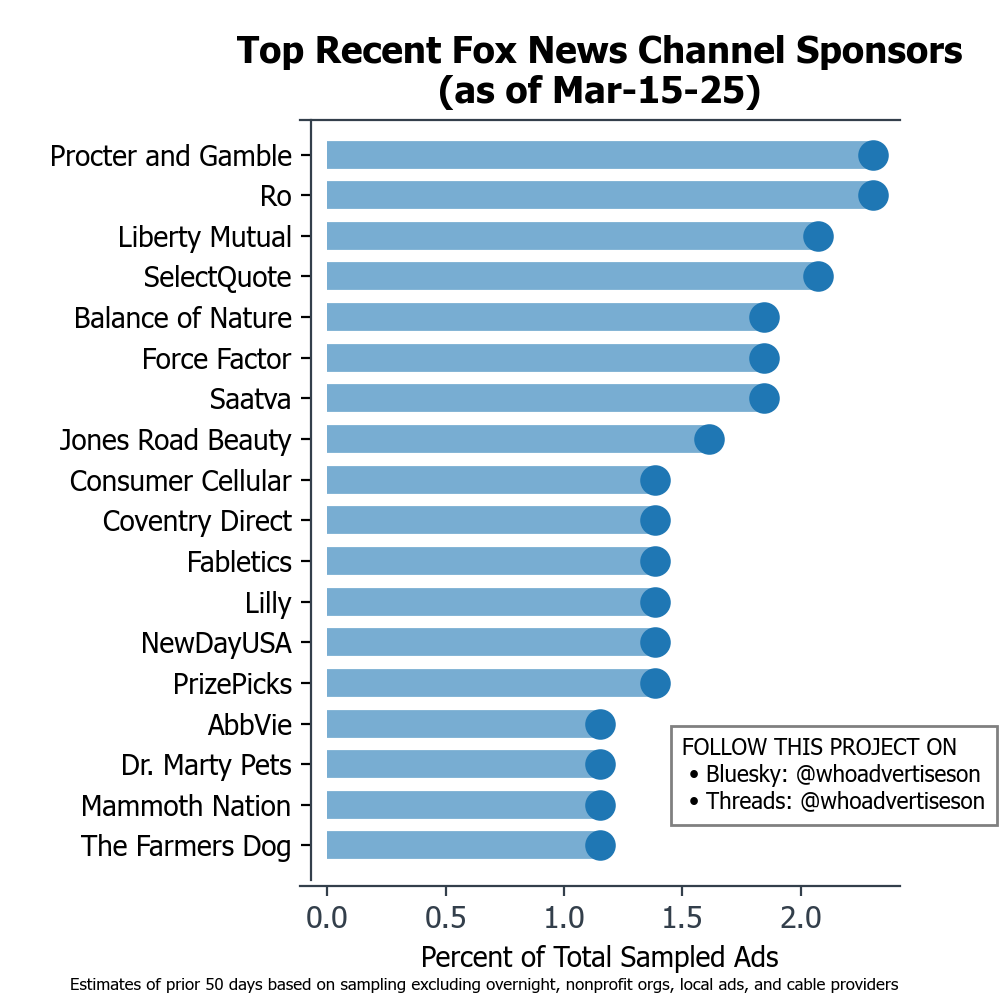 Top Recent Fox News Channel Sponsors
(as of Mar-15-25)
Procter and Gamble
Ro
Liberty Mutual
SelectQuote
Balance of Nature
Force Factor
Saatva
Jones Road Beauty
Consumer Cellular
Coventry Direct
Fabletics
Lilly
NewDayUSA
PrizePicks
AbbVie
Dr. Marty Pets
Mammoth Nation
The Farmers Dog
FOLLOW THIS PROJECT ON
• Bluesky: @whoadvertiseson
• Threads: @whoadvertiseson
0.0 0.5 1.0 1.5 2.0
Percent of Total Sampled Ads
Estimates of prior 50 days based on sampling excluding overnight, nonprofit orgs, local ads, and cable providers